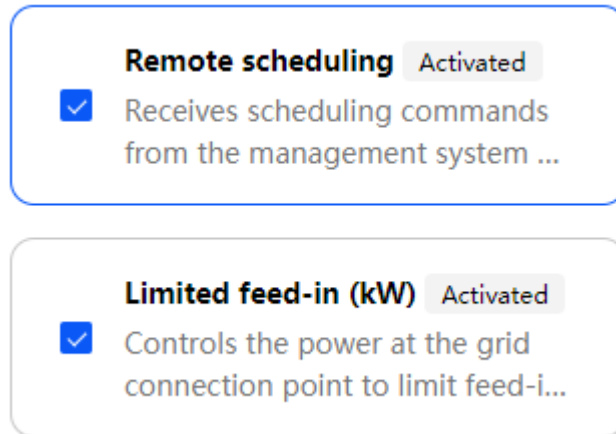 Remote scheduling Activated
Receives scheduling commands
from the management system ...
Limited feed-in (kW) Activated
Controls the power at the grid
connection point to limit feed-i...